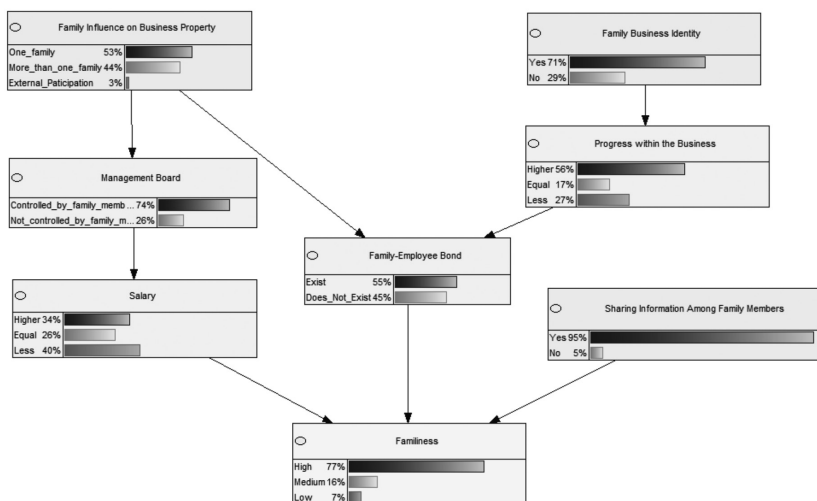 Family Influence on Business Property
One_family 53%
More_than_one_family 44%
External_Paticipation 3%
Family Business Identity
Yes 71%
No 29%
Management Board
Controlled_by_family_memb... 74%
Not_controlled_by_family_m... 26%
Progress within the Business
Higher 56%
Equal 17%
Less 27%
Family-Employee Bond
Exist 55%
Does_Not_Exist 45%
Salary
Higher 34%
Equal 26%
Less 40%
Sharing Information Among Family Members
Yes 95%
No 5%
Familiness
High 77%
Medium 16%
Low 7%